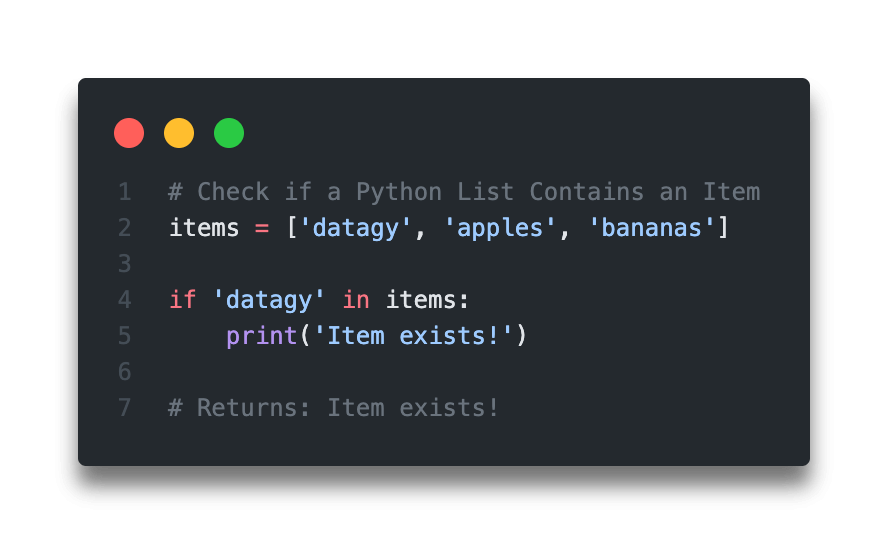 1 # Check if a Python List Contains an Item
2 items = ['datagy', 'apples', 'bananas']
3
4 if 'datagy' in items:
5     print('Item exists!')
6
7 # Returns: Item exists!